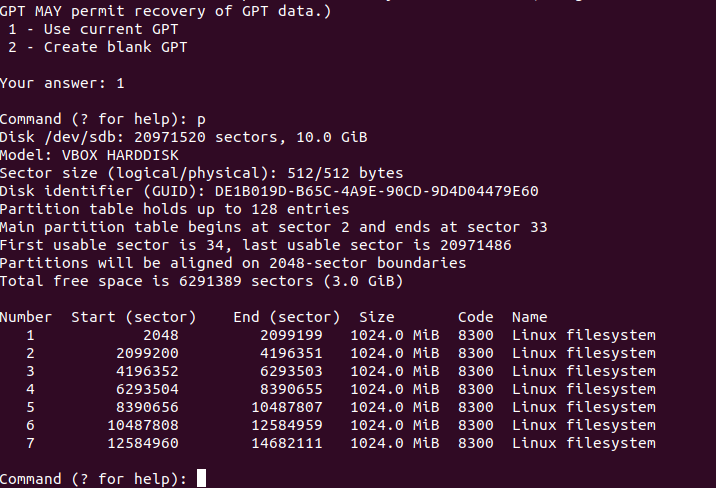 GPT MAY permit recovery of GPT data.)
1 - Use current GPT
2 - Create blank GPT
Your answer: 1
Command (? for help): p
Disk /dev/sdb: 20971520 sectors, 10.0 GiB
Model: VBOX HARDDISK
Sector size (logical/physical): 512/512 bytes
Disk identifier (GUID): DE1B019D-B65C-4A9E-90CD-9D4D04479E60
Partition table holds up to 128 entries
Main partition table begins at sector 2 and ends at sector 33
First usable sector is 34, last usable sector is 20971486
Partitions will be aligned on 2048-sector boundaries
Total free space is 6291389 sectors (3.0 GiB)
Number  Start (sector)    End (sector)  Size       Code  Name
1            2048         2099199   1024.0 MiB  8300  Linux filesystem
2         2099200         4196351   1024.0 MiB  8300  Linux filesystem
3         4196352         6293503   1024.0 MiB  8300  Linux filesystem
4         6293504         8390655   1024.0 MiB  8300  Linux filesystem
5         8390656        10487807   1024.0 MiB  8300  Linux filesystem
6        10487808        12584959   1024.0 MiB  8300  Linux filesystem
7        12584960        14682111   1024.0 MiB  8300  Linux filesystem
Command (? for help):